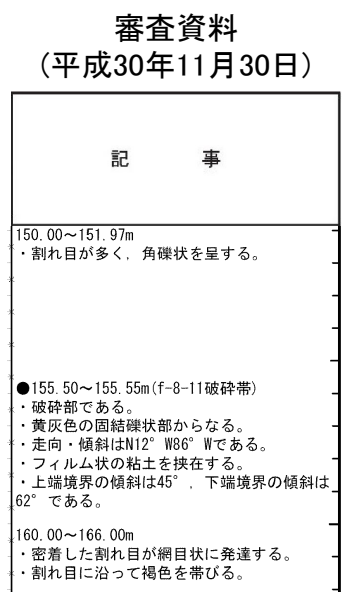 審査資料
(平成30年11月30日)
記 事
150.00～151.97m
・割れ目が多く，角礫状を呈する。
●155.50～155.55m(f-8-11破砕帯)
・破砕部である。
・黄灰色の固結礫状部からなる。
・走向・傾斜はN12°W86°Wである。
・フィルム状の粘土を挟在する。
・上端境界の傾斜は45°，下端境界の傾斜は
62°である。
160.00～166.00m
・密着した割れ目が網目状に発達する。
・割れ目に沿って褐色を帯びる。